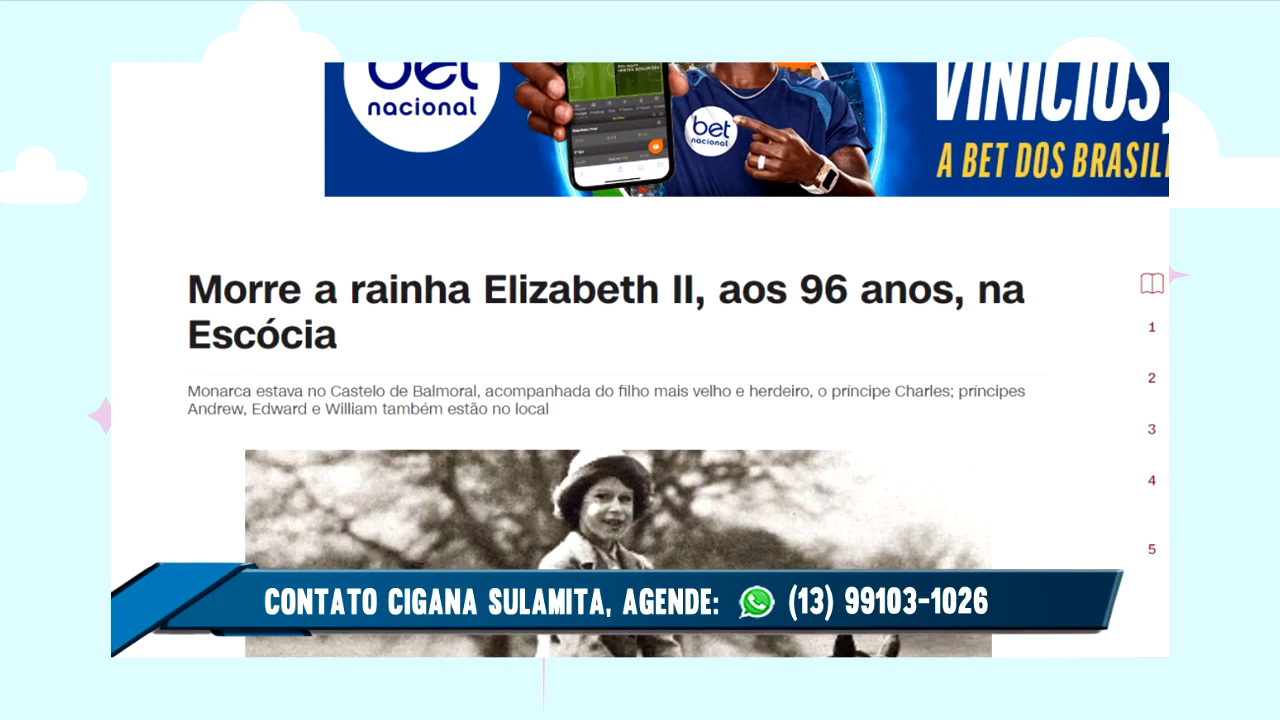 bet
nacional
bet
nacional
VINICIUS,
A BET DOS BRASIL
Morre a rainha Elizabeth II, aos 96 anos, na
Escócia
Monarca estava no Castelo de Balmoral, acompanhada do filho mais velho e herdeiro, o príncipe Charles; príncipes
Andrew, Edward e William também estão no local
1
2
3
4
5
CONTATO CIGANA SULAMITA, AGENDE: (13) 99103-1026